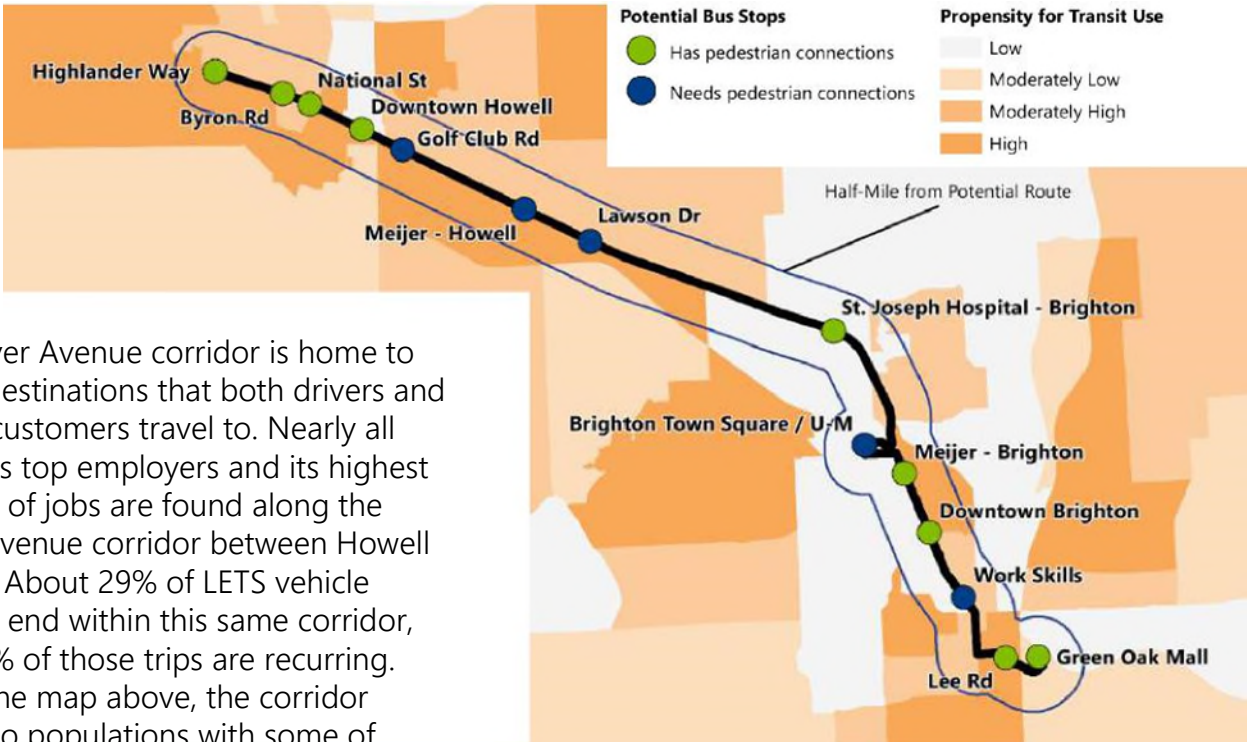 Potential Bus Stops
Has pedestrian connections
Needs pedestrian connections
Propensity for Transit Use
Low
Moderately Low
Moderately High
High
Highlander Way
National St
Byron Rd
Downtown Howell
Golf Club Rd
Half-Mile from Potential Route
Lawson Dr
Meijer - Howell
St. Joseph Hospital - Brighton
Brighton Town Square / U-M
Meijer - Brighton
Downtown Brighton
Work Skills
Green Oak Mall
Lee Rd
ver Avenue corridor is home to
estinations that both drivers and
customers travel to. Nearly all
s top employers and its highest
of jobs are found along the
venue corridor between Howell
About 29% of LETS vehicle
end within this same corridor,
% of those trips are recurring.
he map above, the corridor
o populations with some of